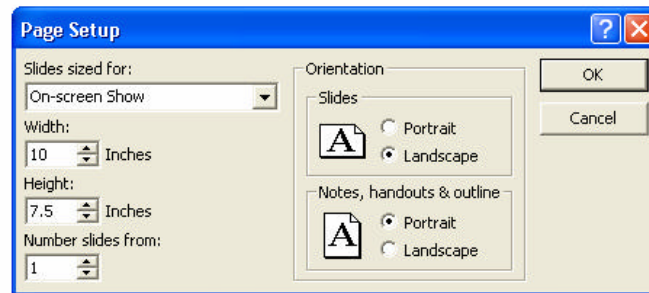 Page Setup
Slides sized for:
On-screen Show
Width:
10 Inches
Height:
7.5 Inches
Number slides from:
1
Orientation
Slides
A
Portrait
Landscape
Notes, handouts & outline
A
Portrait
Landscape
OK
Cancel